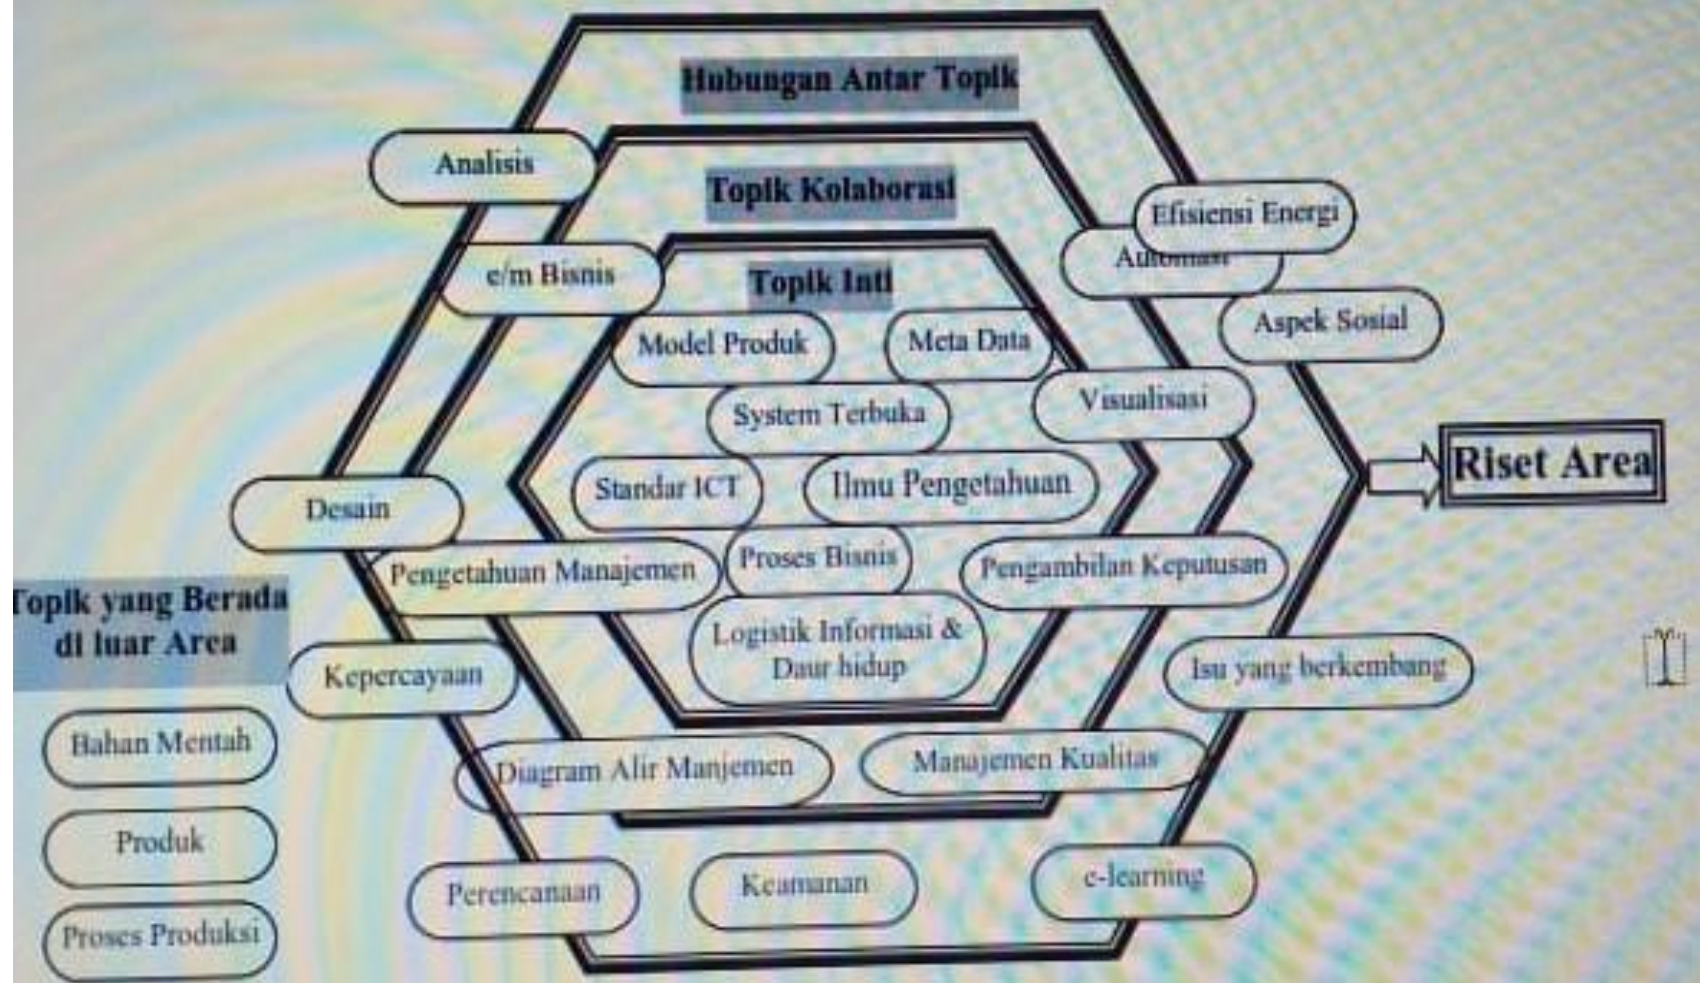 Hubungan Antar Topik
Analisis
Topik Kolaborasi
Efisiensi Energi
Automasi
e/m Bisnis
Topik Inti
Aspek Sosial
Model Produk
Meta Data
System Terbuka
Visualisasi
Standar ICT
Ilmu Pengetahuan
Riset Area
Desain
Pengetahuan Manajemen
Proses Bisnis
Pengambilan Keputusan
Topik yang Berada
di luar Area
Logistik Informasi &
Daur hidup
Kepercayaan
Isu yang berkembang
Bahan Mentah
Diagram Alir Manjemen
Manajemen Kualitas
Produk
Perencanaan
Keamanan
e-learning
Proses Produksi